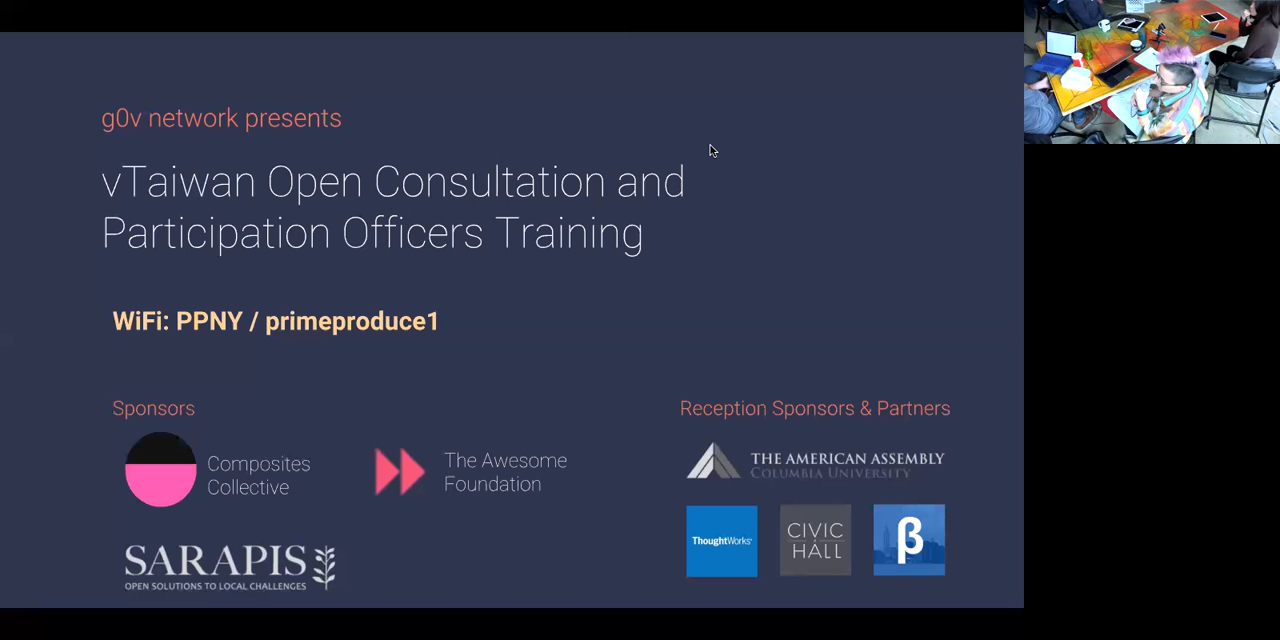 g0v network presents
vTaiwan Open Consultation and
Participation Officers Training
WiFi: PPNY / primeproduce1
Sponsors
Reception Sponsors & Partners
Composites
Collective
The Awesome
Foundation
THE AMERICAN ASSEMBLY
COLUMBIA UNIVERSITY
SARAPIS
OPEN SOLUTIONS TO LOCAL CHALLENGES
ThoughtWorks
CIVIC
HALL
β